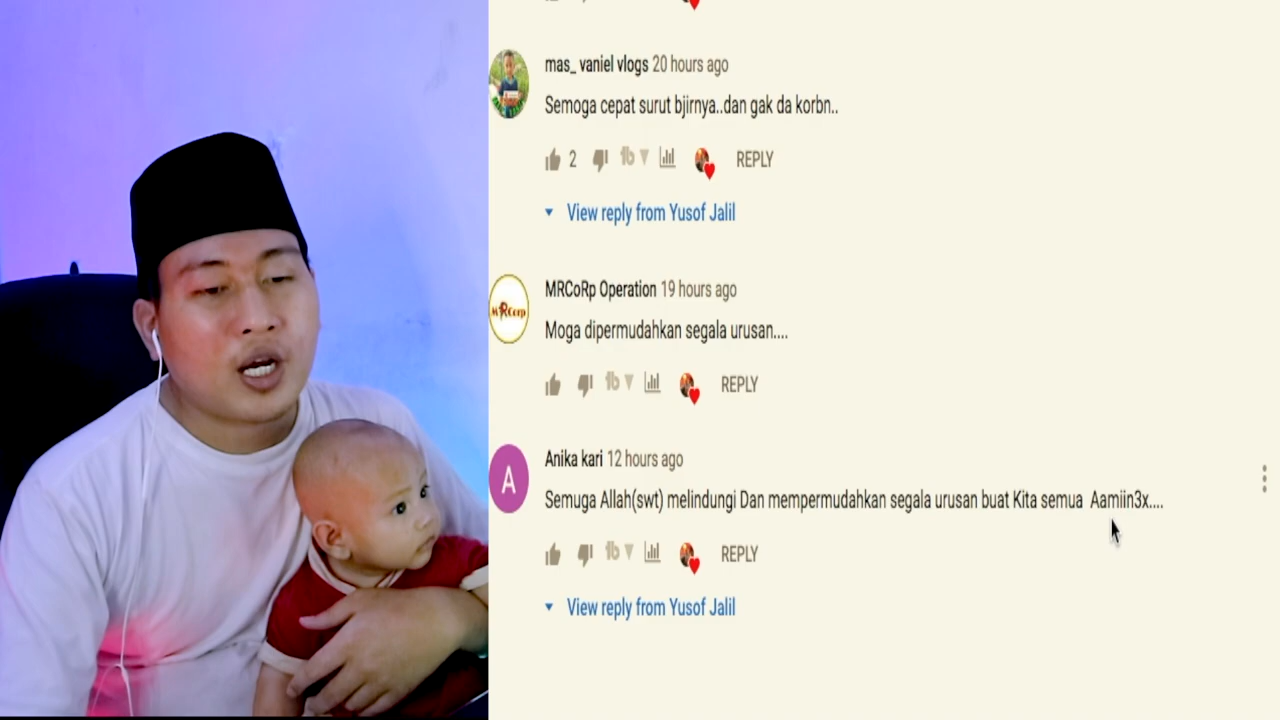 mas_ vaniel vlogs 20 hours ago
Semoga cepat surut bjirnya..dan gak da korbn..
2
REPLY
View reply from Yusof Jalil
MRCorp
MRCoRp Operation 19 hours ago
Moga dipermudahkan segala urusan....
REPLY
A
Anika kari 12 hours ago
Semuga Allah(swt) melindungi Dan mempermudahkan segala urusan buat Kita semua Aamiin3x....
REPLY
View reply from Yusof Jalil